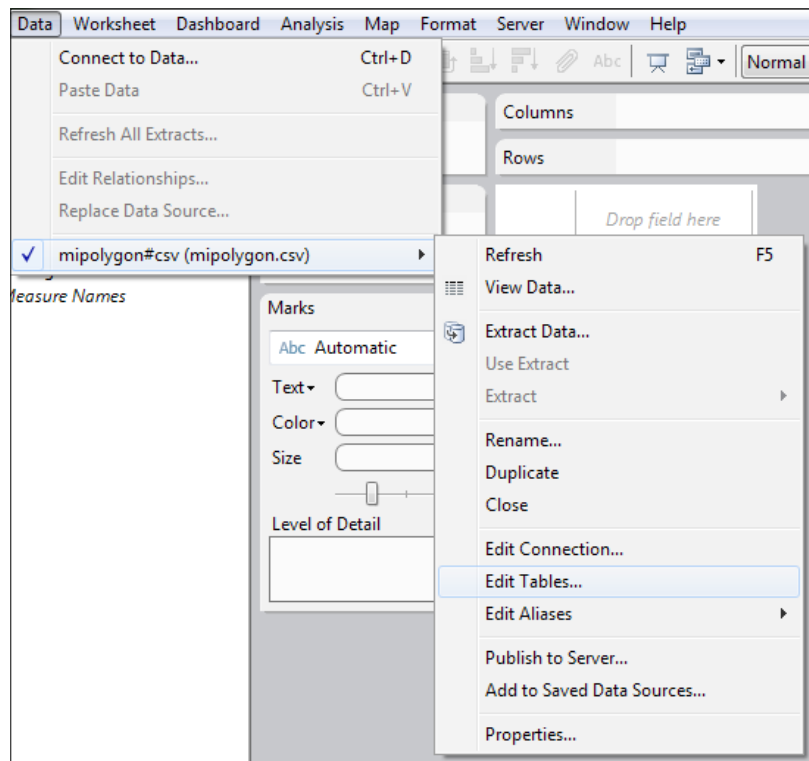 Data Worksheet Dashboard Analysis Map Format Server Window Help
Connect to Data... Ctrl+D
Paste Data Ctrl+V
Refresh All Extracts...
Edit Relationships...
Replace Data Source...
mipolygon#csv (mipolygon.csv)
Abc
Normal
Columns
Rows
Drop field here
Measure Names
Marks
Abc Automatic
Text
Color
Size
Level of Detail
Refresh F5
View Data...
Extract Data...
Use Extract
Extract
Rename...
Duplicate
Close
Edit Connection...
Edit Tables...
Edit Aliases
Publish to Server...
Add to Saved Data Sources...
Properties...